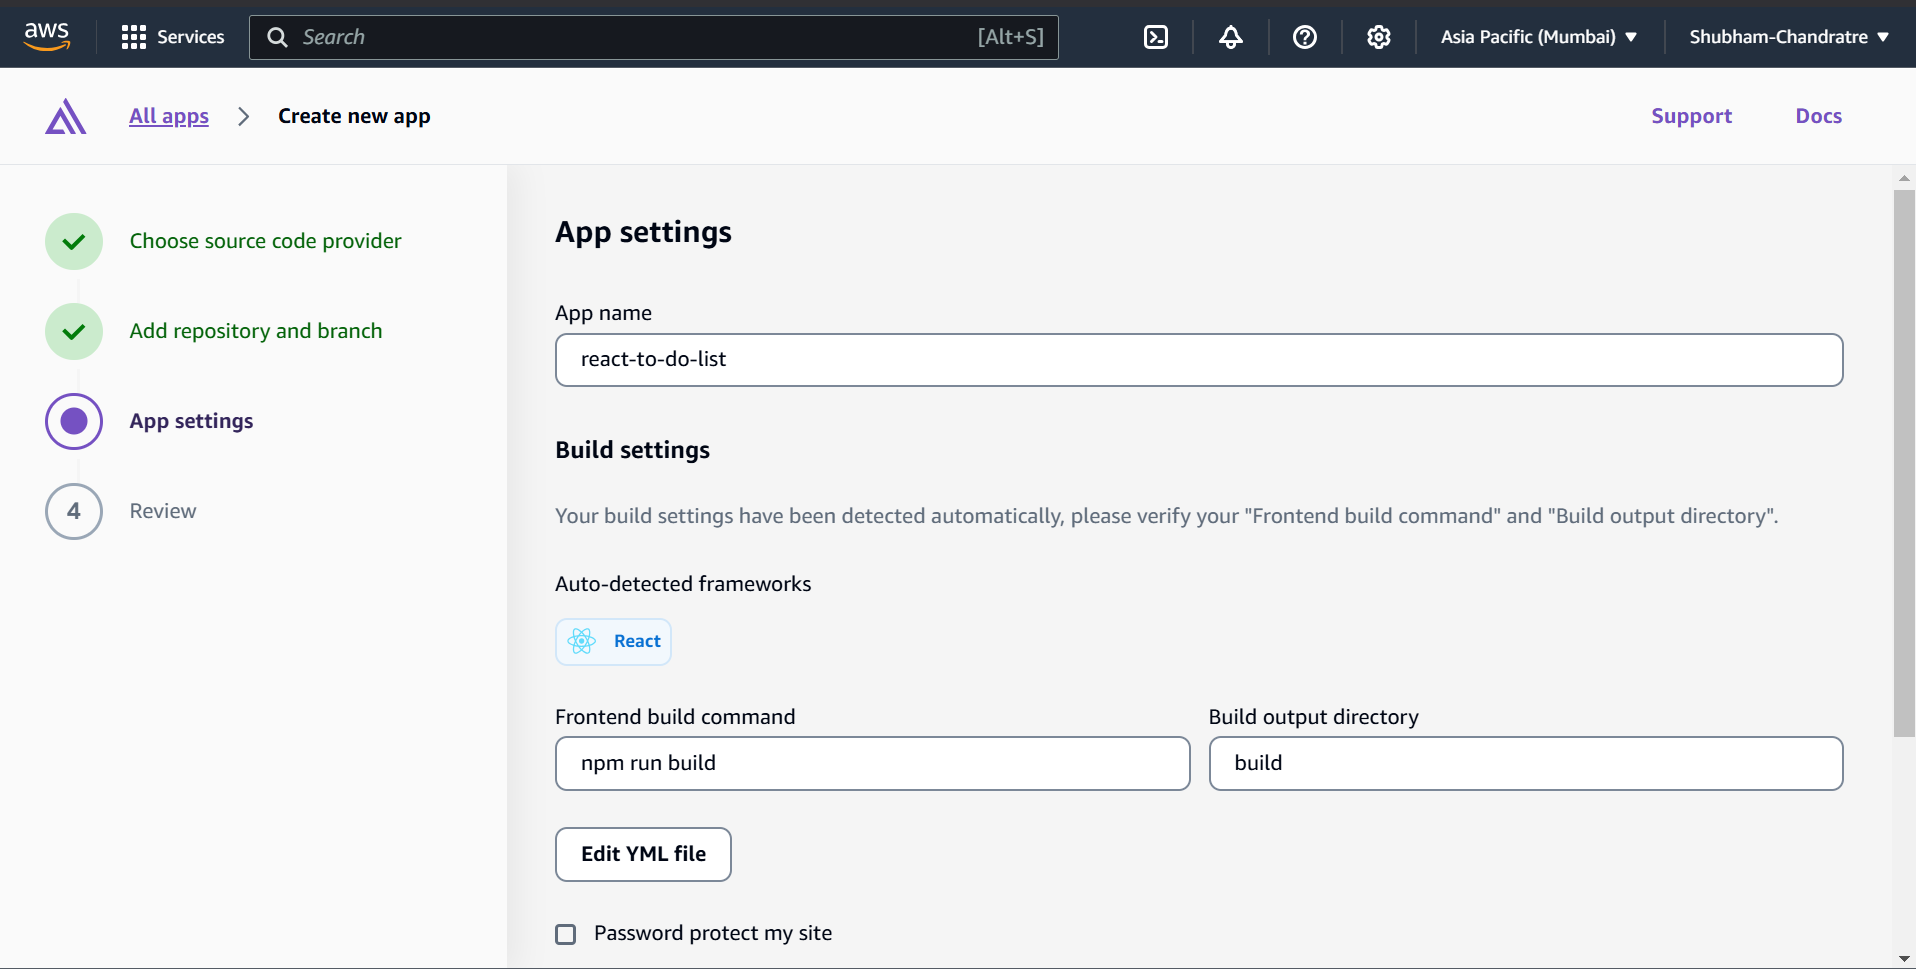 aws Services Search [Alt+S] Asia Pacific (Mumbai) Shubham-Chandratre
All apps Create new app Support Docs
Choose source code provider
Add repository and branch
App settings
4 Review
App settings
App name
react-to-do-list
Build settings
Your build settings have been detected automatically, please verify your "Frontend build command" and "Build output directory".
Auto-detected frameworks
React
Frontend build command Build output directory
npm run build build
Edit YML file
Password protect my site